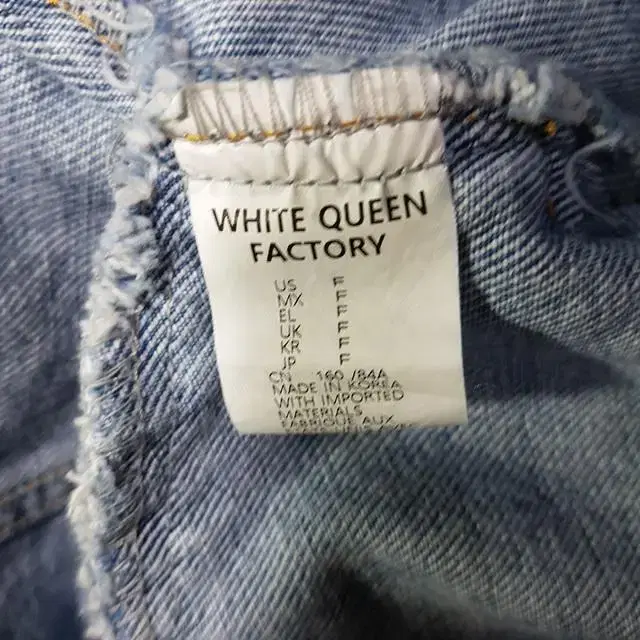 WHITE QUEEN
FACTORY
US F
MX F
EL F
UK F
KR F
JP F
CN 160 /84A
MADE IN KOREA
WITH IMPORTED
MATERIALS
FABRIQUE AUX